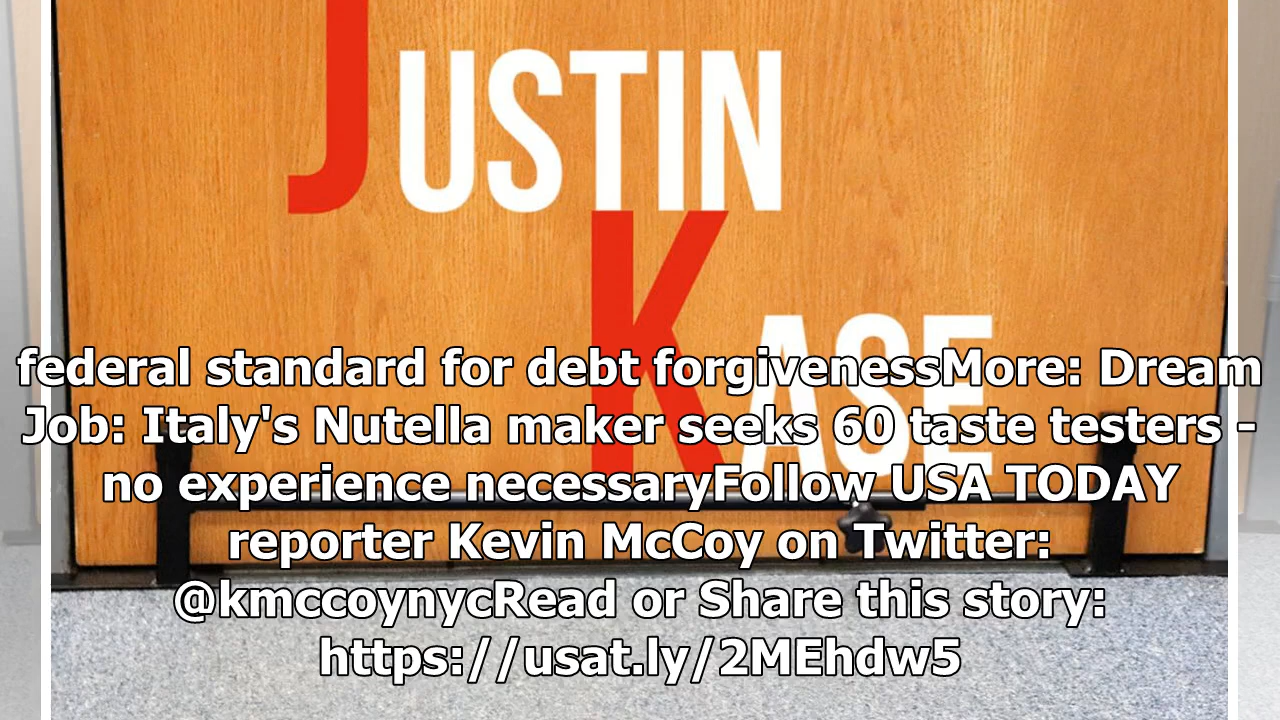 JUSTIN
KASE
federal standard for debt forgivenessMore: Dream
Job: Italy's Nutella maker seeks 60 taste testers -
no experience necessaryFollow USA TODAY
reporter Kevin McCoy on Twitter:
@kmccoynycRead or Share this story:
https://usat.ly/2MEhdw5